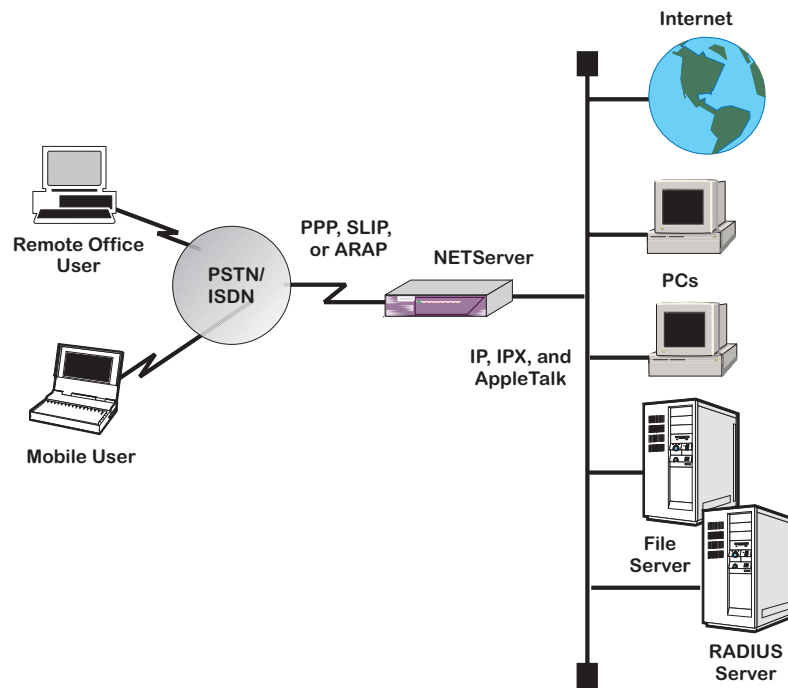 Internet
Remote Office
User
PSTN/
ISDN
PPP, SLIP,
or ARAP
NETServer
PCs
IP, IPX, and
AppleTalk
Mobile User
File
Server
RADIUS
Server